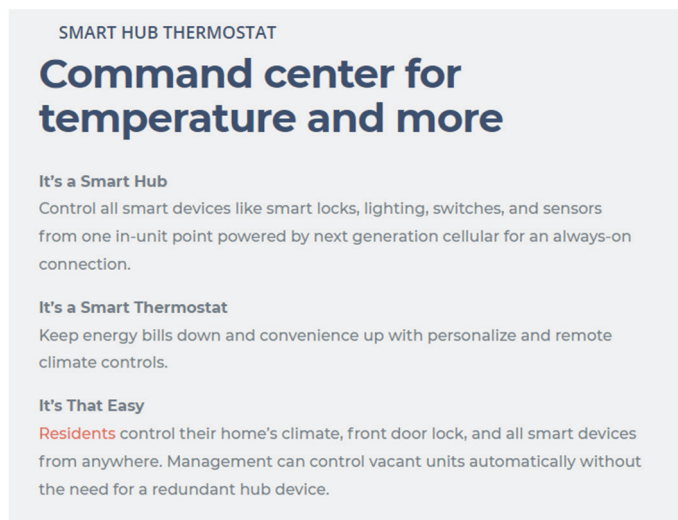 SMART HUB THERMOSTAT
Command center for
temperature and more
It's a Smart Hub
Control all smart devices like smart locks, lighting, switches, and sensors
from one in-unit point powered by next generation cellular for an always-on
connection.
It's a Smart Thermostat
Keep energy bills down and convenience up with personalize and remote
climate controls.
It's That Easy
Residents control their home's climate, front door lock, and all smart devices
from anywhere. Management can control vacant units automatically without
the need for a redundant hub device.